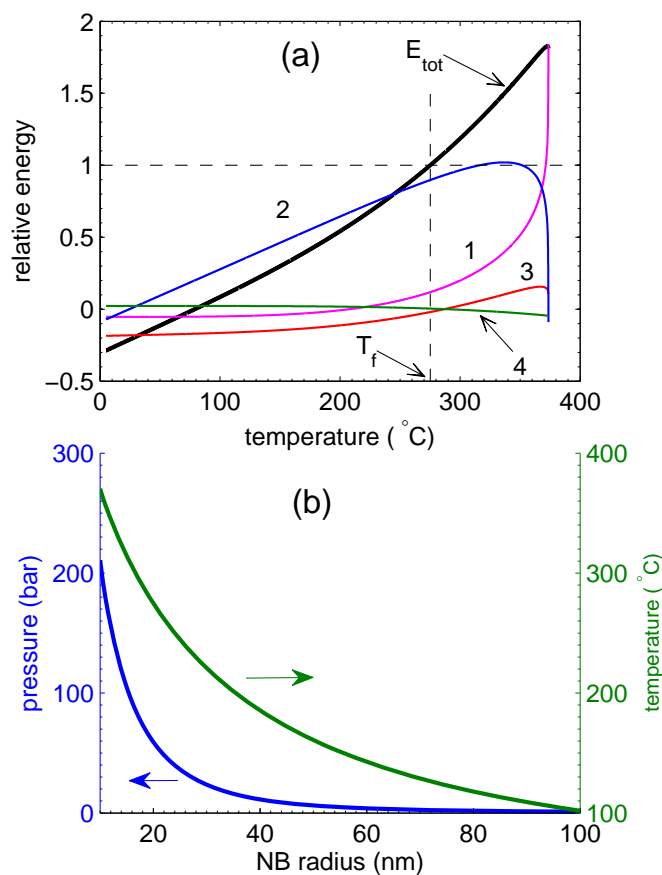 2
(a)
E_tot
1.5
1
relative energy
2
0.5
1
3
0
T_f
4
−0.5
0 100 200 300 400
temperature ( °C)
300 400
(b)
200 300
pressure (bar)
temperature ( °C)
100 200
0 100
20 40 60 80 100
NB radius (nm)